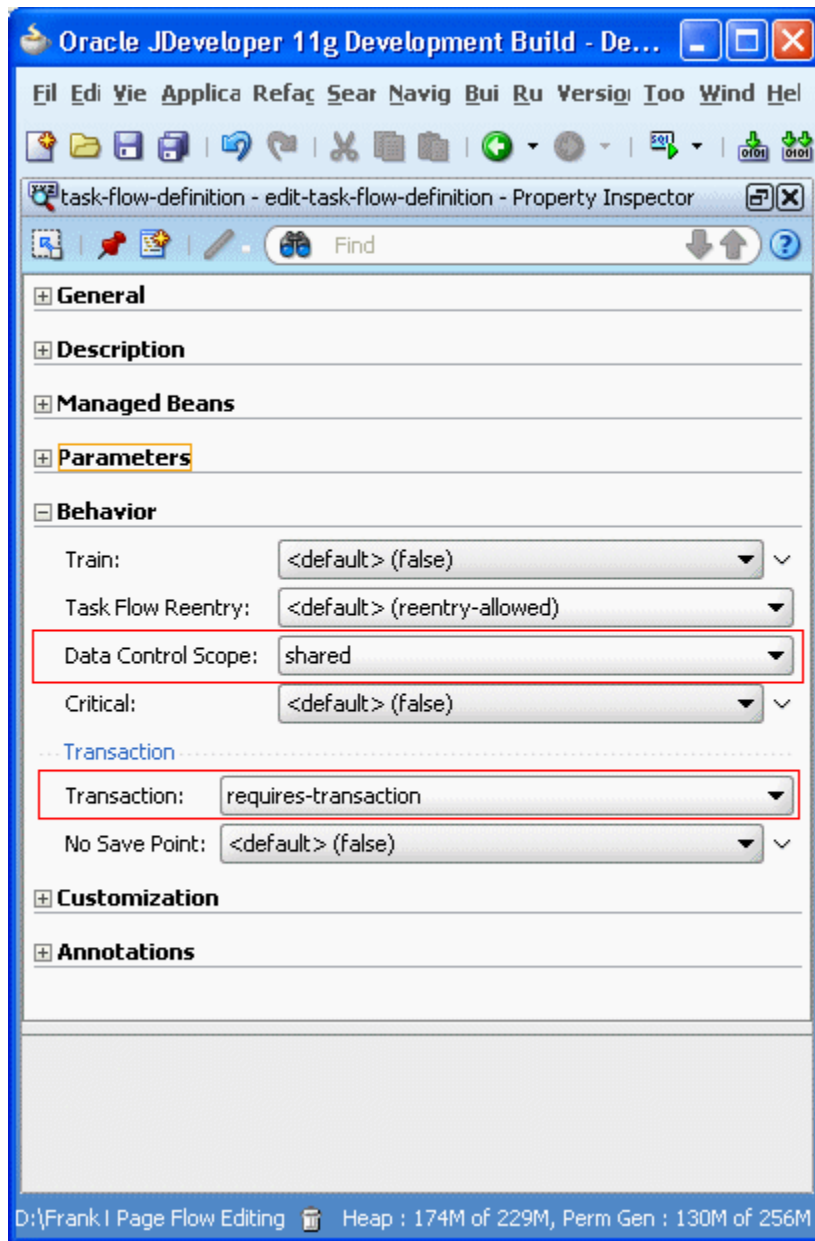 Oracle JDeveloper 11g Development Build - De...
Fil Edi Vie Applica Refac Sear Navig Bui Ru Versio Too Wind Hel
task-flow-definition - edit-task-flow-definition - Property Inspector
Find
General
Description
Managed Beans
Parameters
Behavior
Train: <default> (false)
Task Flow Reentry: <default> (reentry-allowed)
Data Control Scope: shared
Critical: <default> (false)
Transaction
Transaction: requires-transaction
No Save Point: <default> (false)
Customization
Annotations
D:\Frank I Page Flow Editing Heap : 174M of 229M, Perm Gen : 130M of 256M